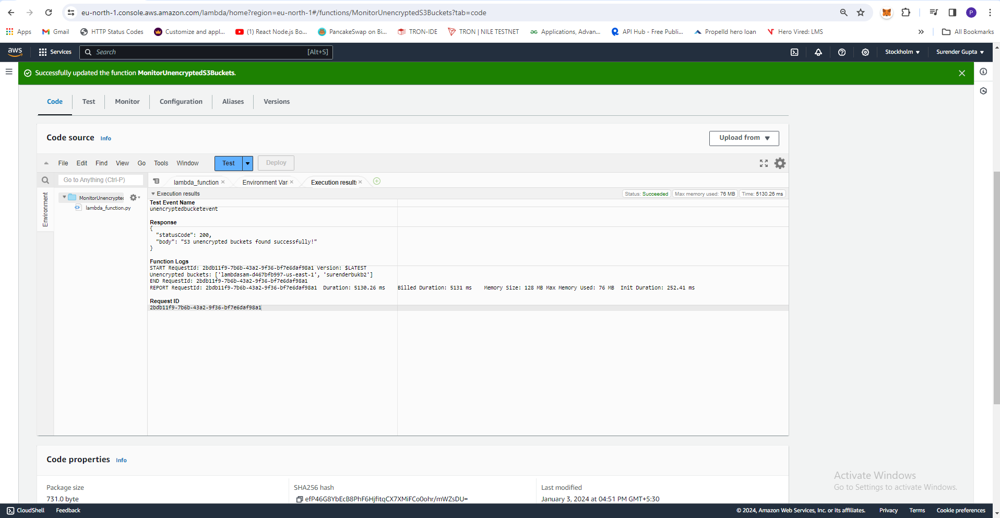 eu-north-1.console.aws.amazon.com/lambda/home?region=eu-north-1#/functions/MonitorUnencryptedS3Buckets?tab=code
P
Apps
Gmail
HTTP Status Codes
Customize and appl...
(1) React Node.js Bo...
PancakeSwap on Bi...
TRON-IDE
TRON | NILE TESTNET
Applications, Advan...
API Hub - Free Publi...
Propelld hero loan
Hero Vired: LMS
All Bookmarks
aws
Services
Search
[Alt+S]
Stockholm
Surender Gupta
Successfully updated the function MonitorUnencryptedS3Buckets.
Code
Test
Monitor
Configuration
Aliases
Versions
Code source
Info
Upload from
File
Edit
Find
View
Go
Tools
Window
Test
Deploy
Go to Anything (Ctrl-P)
lambda_function
Environment Var
Execution results
Environment
MonitorUnencrypted
lambda_function.py
Execution results
Status: Succeeded
Max memory used: 76 MB
Time: 5130.26 ms
Test Event Name
unencryptedbucketevent
Response
{
"statusCode": 200,
"body": "S3 unencrypted buckets found successfully!"
}
Function Logs
START RequestId: 2bdb11f9-7b6b-43a2-9f36-bf7e6daf98a1 Version: $LATEST
Unencrypted buckets: ['lambdasam-d467bfb997-us-east-1', 'surenderbukb2']
END RequestId: 2bdb11f9-7b6b-43a2-9f36-bf7e6daf98a1
REPORT RequestId: 2bdb11f9-7b6b-43a2-9f36-bf7e6daf98a1 Duration: 5130.26 ms Billed Duration: 5131 ms Memory Size: 128 MB Max Memory Used: 76 MB Init Duration: 252.41 ms
Request ID
2bdb11f9-7b6b-43a2-9f36-bf7e6daf98a1
Code properties
Info
Package size
731.0 byte
SHA256 hash
efP46G8YbEcB8PhF6HjfitqCX7XMiFCo0ohr/mWZsDU=
Last modified
January 3, 2024 at 04:51 PM GMT+5:30
Activate Windows
Go to Settings to activate Windows.
CloudShell
Feedback
© 2024, Amazon Web Services, Inc. or its affiliates.
Privacy
Terms
Cookie preferences